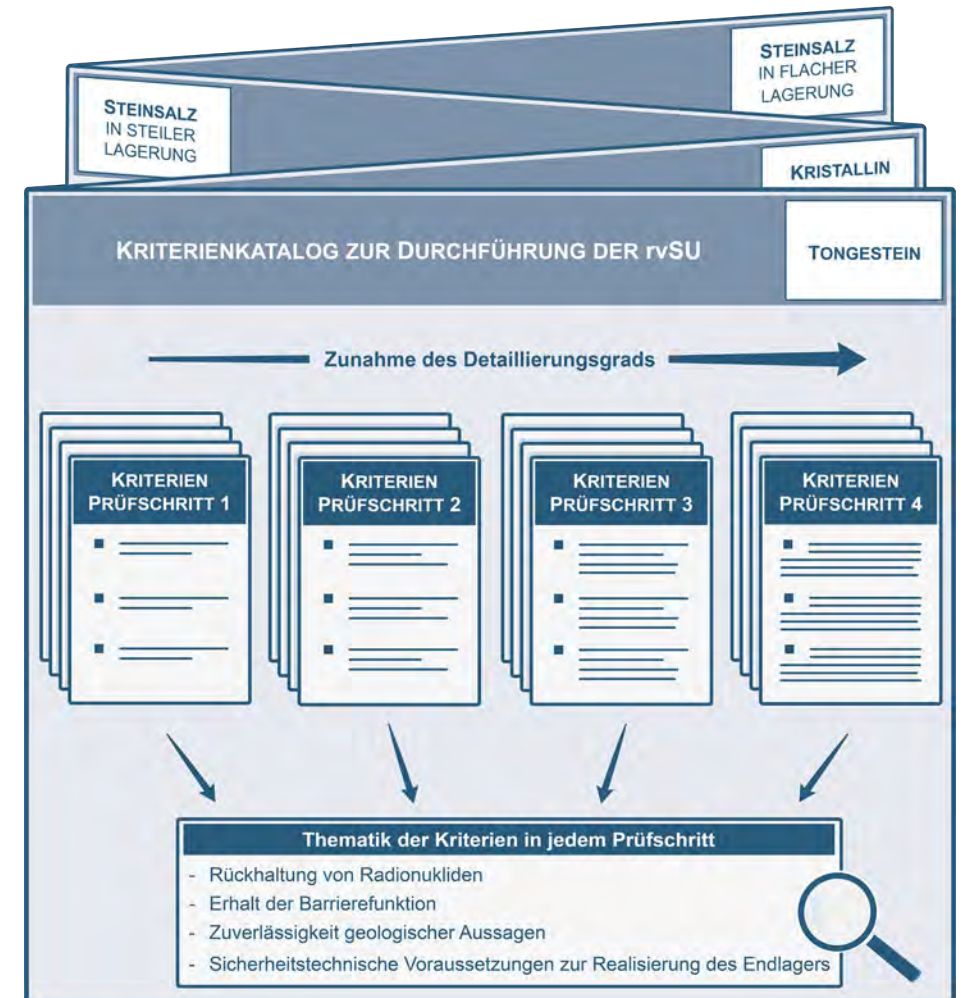 STEINSALZ
IN FLACHER
LAGERUNG
STEINSALZ
IN STEILER
LAGERUNG
KRISTALLIN
KRITERIENKATALOG ZUR DURCHFÜHRUNG DER rvSU
TONGESTEIN
Zunahme des Detaillierungsgrads
KRITERIEN
PRÜFSCHRITT 1
KRITERIEN
PRÜFSCHRITT 2
KRITERIEN
PRÜFSCHRITT 3
KRITERIEN
PRÜFSCHRITT 4
Thematik der Kriterien in jedem Prüfschritt
- Rückhaltung von Radionukliden
- Erhalt der Barrierefunktion
- Zuverlässigkeit geologischer Aussagen
- Sicherheitstechnische Voraussetzungen zur Realisierung des Endlagers